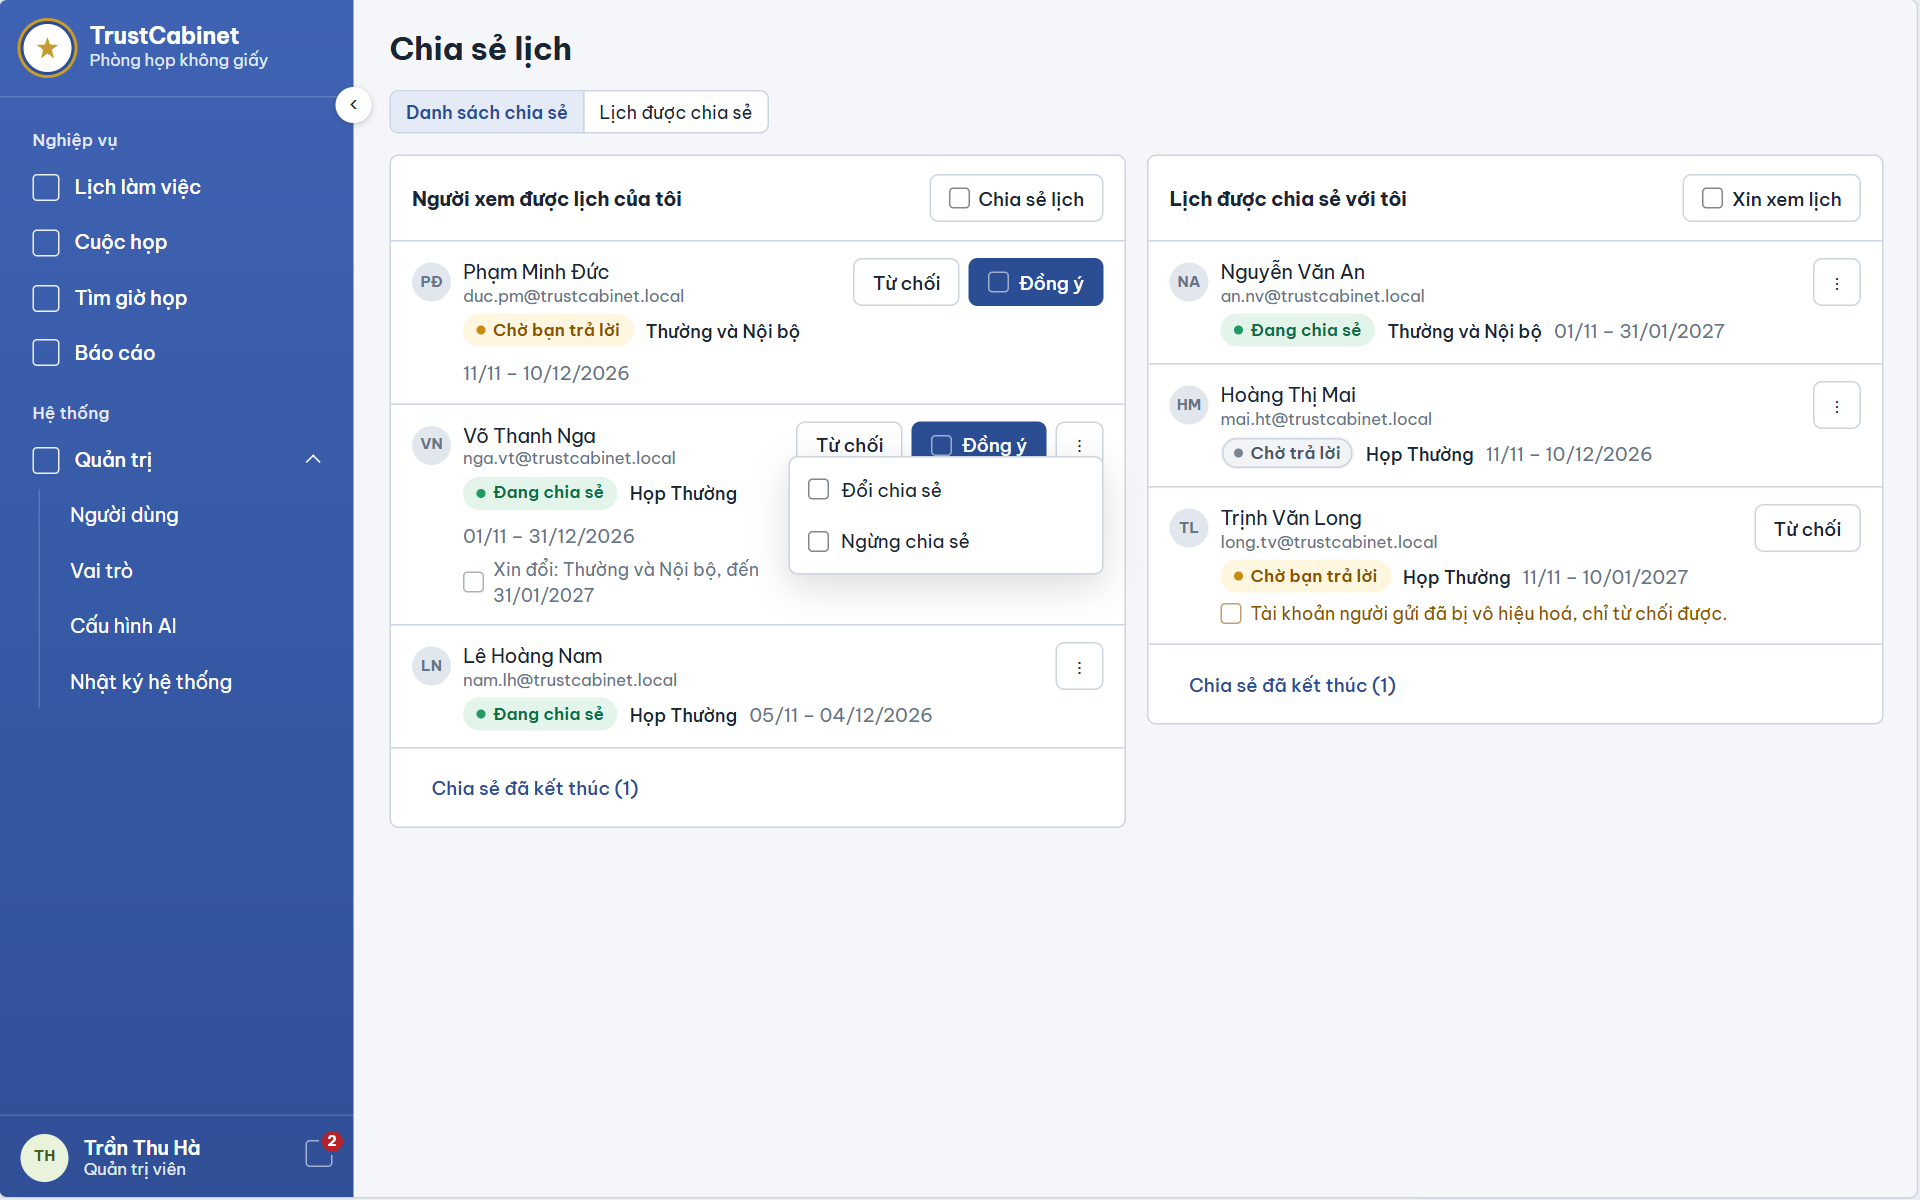 TrustCabinet
Phòng họp không giấy
Nghiệp vụ
Lịch làm việc
Cuộc họp
Tìm giờ họp
Báo cáo
Hệ thống
Quản trị
Người dùng
Vai trò
Cấu hình AI
Nhật ký hệ thống
TH
Trần Thu Hà
Quản trị viên
2
Chia sẻ lịch
Danh sách chia sẻ
Lịch được chia sẻ
Người xem được lịch của tôi
Chia sẻ lịch
PĐ
Phạm Minh Đức
duc.pm@trustcabinet.local
Từ chối
Đồng ý
Chờ bạn trả lời
Thường và Nội bộ
11/11 – 10/12/2026
VN
Võ Thanh Nga
nga.vt@trustcabinet.local
Từ chối
Đồng ý
Đang chia sẻ
Họp Thường
01/11 – 31/12/2026
Xin đổi: Thường và Nội bộ, đến
31/01/2027
Đổi chia sẻ
Ngừng chia sẻ
LN
Lê Hoàng Nam
nam.lh@trustcabinet.local
Đang chia sẻ
Họp Thường
05/11 – 04/12/2026
Chia sẻ đã kết thúc (1)
Lịch được chia sẻ với tôi
Xin xem lịch
NA
Nguyễn Văn An
an.nv@trustcabinet.local
Đang chia sẻ
Thường và Nội bộ
01/11 – 31/01/2027
HM
Hoàng Thị Mai
mai.ht@trustcabinet.local
Chờ trả lời
Họp Thường
11/11 – 10/12/2026
TL
Trịnh Văn Long
long.tv@trustcabinet.local
Từ chối
Chờ bạn trả lời
Họp Thường
11/11 – 10/01/2027
Tài khoản người gửi đã bị vô hiệu hoá, chỉ từ chối được.
Chia sẻ đã kết thúc (1)